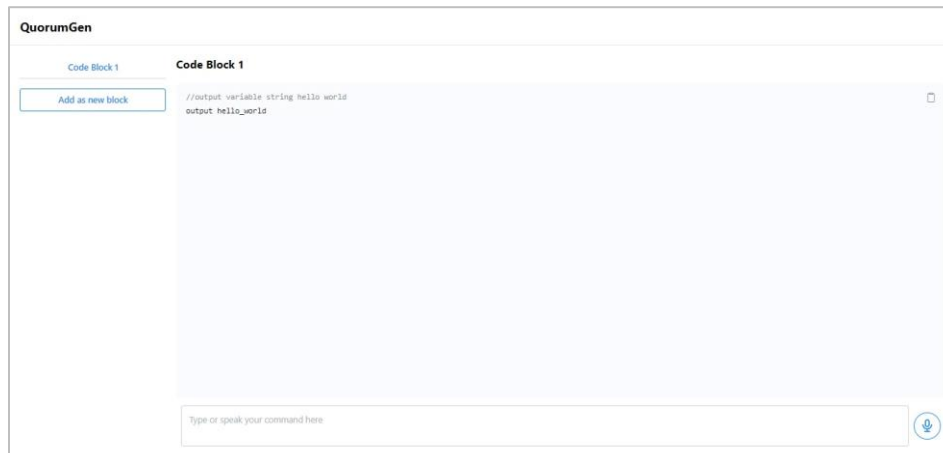 QuorumGen
Code Block 1
Add as new block
Code Block 1
//output variable string hello world
output hello_world
Type or speak your command here